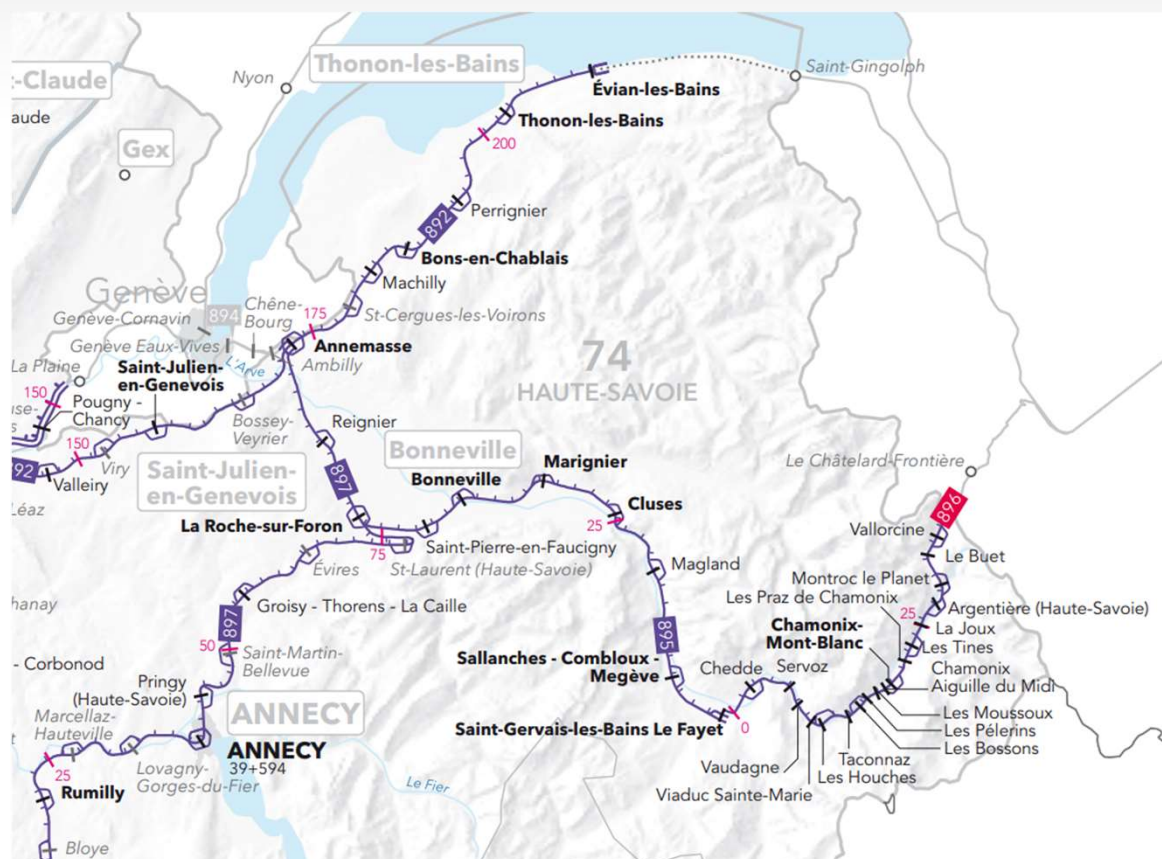 Thonon-les-Bains
Saint-Gingolph
Nyon
t-Claude
Évian-les-Bains
aude
Thonon-les-Bains
200
Gex
Perrignier
892
Bons-en-Chablais
Machilly
Genève
Chêne-
Bourg
175
St-Cergues-les-Voirons
Genève-Cornavin
894
Genève Eaux-Vives
Annemasse
Ambilly
74
HAUTE-SAVOIE
La Plaine
L'Arve
Saint-Julien-
en-Genevois
150
Pougny -
Chancy
use-
s
Bossey-
Veyrier
Reignier
150
Viry
92
Valleiry
Saint-Julien-
en-Genevois
Bonneville
897
Bonneville
Marignier
Le Châtelard-Frontière
Léaz
La Roche-sur-Foron
Cluses
25
896
Vallorcine
75
Saint-Pierre-en-Faucigny
Évires
St-Laurent (Haute-Savoie)
Magland
Le Buet
Montroc le Planet
Les Praz de Chamonix
hanay
Groisy - Thorens - La Caille
Argentière (Haute-Savoie)
25
La Joux
Les Tines
897
895
Chamonix-
Mont-Blanc
50
Saint-Martin-
Bellevue
- Corbonod
Sallanches - Combloux -
Megève
Chedde
Servoz
Chamonix
Aiguille du Midi
Pringy
(Haute-Savoie)
ANNECY
Les Moussoux
Les Pélerins
Les Bossons
Marcellaz-
Hauteville
Saint-Gervais-les-Bains Le Fayet
0
t
ANNECY
39+594
Lovagny-
Gorges-du-Fier
25
Rumilly
Le Fier
Vaudagne
Taconnaz
Les Houches
Viaduc Sainte-Marie
Bloye